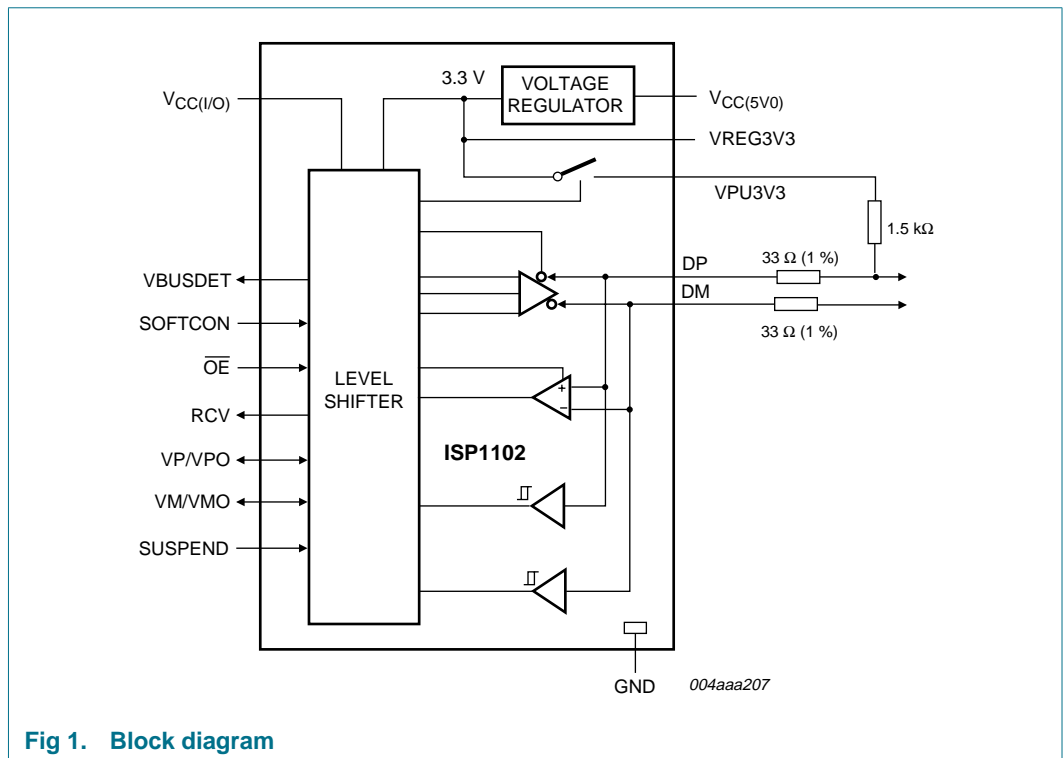 3.3 V
VOLTAGE
REGULATOR
VCC(I/O)
VCC(5V0)
VREG3V3
VPU3V3
1.5 kΩ
33 Ω (1 %)
DP
DM
33 Ω (1 %)
VBUSDET
SOFTCON
OE
RCV
VP/VPO
VM/VMO
SUSPEND
LEVEL
SHIFTER
+
−
ISP1102
GND
004aaa207
Fig 1. Block diagram